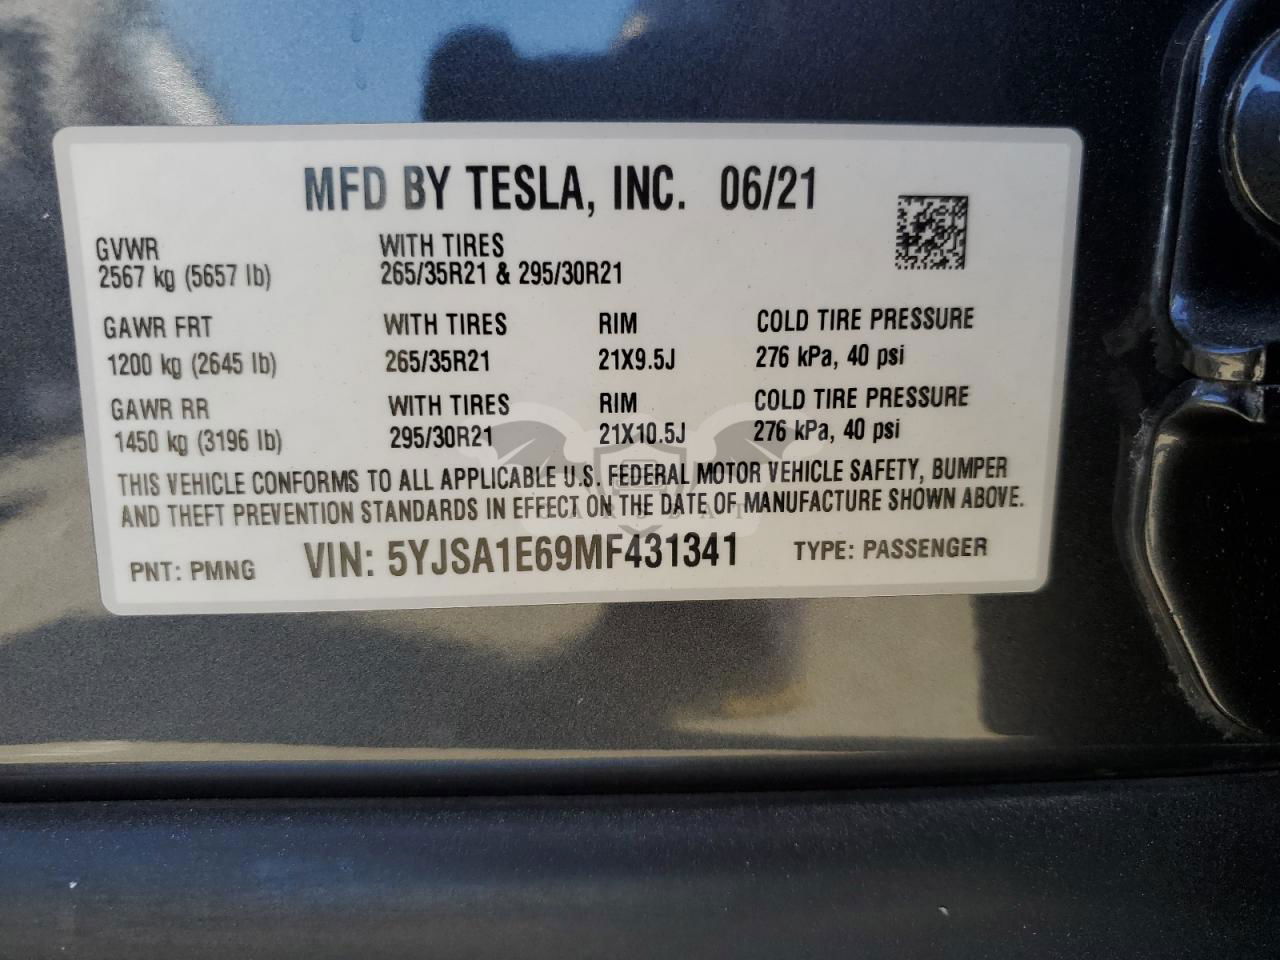 MFD BY TESLA, INC. 06/21
GVWR WITH TIRES
2567 kg (5657 lb) 265/35R21 & 295/30R21
GAWR FRT WITH TIRES RIM COLD TIRE PRESSURE
1200 kg (2645 lb) 265/35R21 21X9.5J 276 kPa, 40 psi
GAWR RR WITH TIRES RIM COLD TIRE PRESSURE
1450 kg (3196 lb) 295/30R21 21X10.5J 276 kPa, 40 psi
THIS VEHICLE CONFORMS TO ALL APPLICABLE U.S. FEDERAL MOTOR VEHICLE SAFETY, BUMPER
AND THEFT PREVENTION STANDARDS IN EFFECT ON THE DATE OF MANUFACTURE SHOWN ABOVE.
PNT: PMNG VIN: 5YJSA1E69MF431341 TYPE: PASSENGER